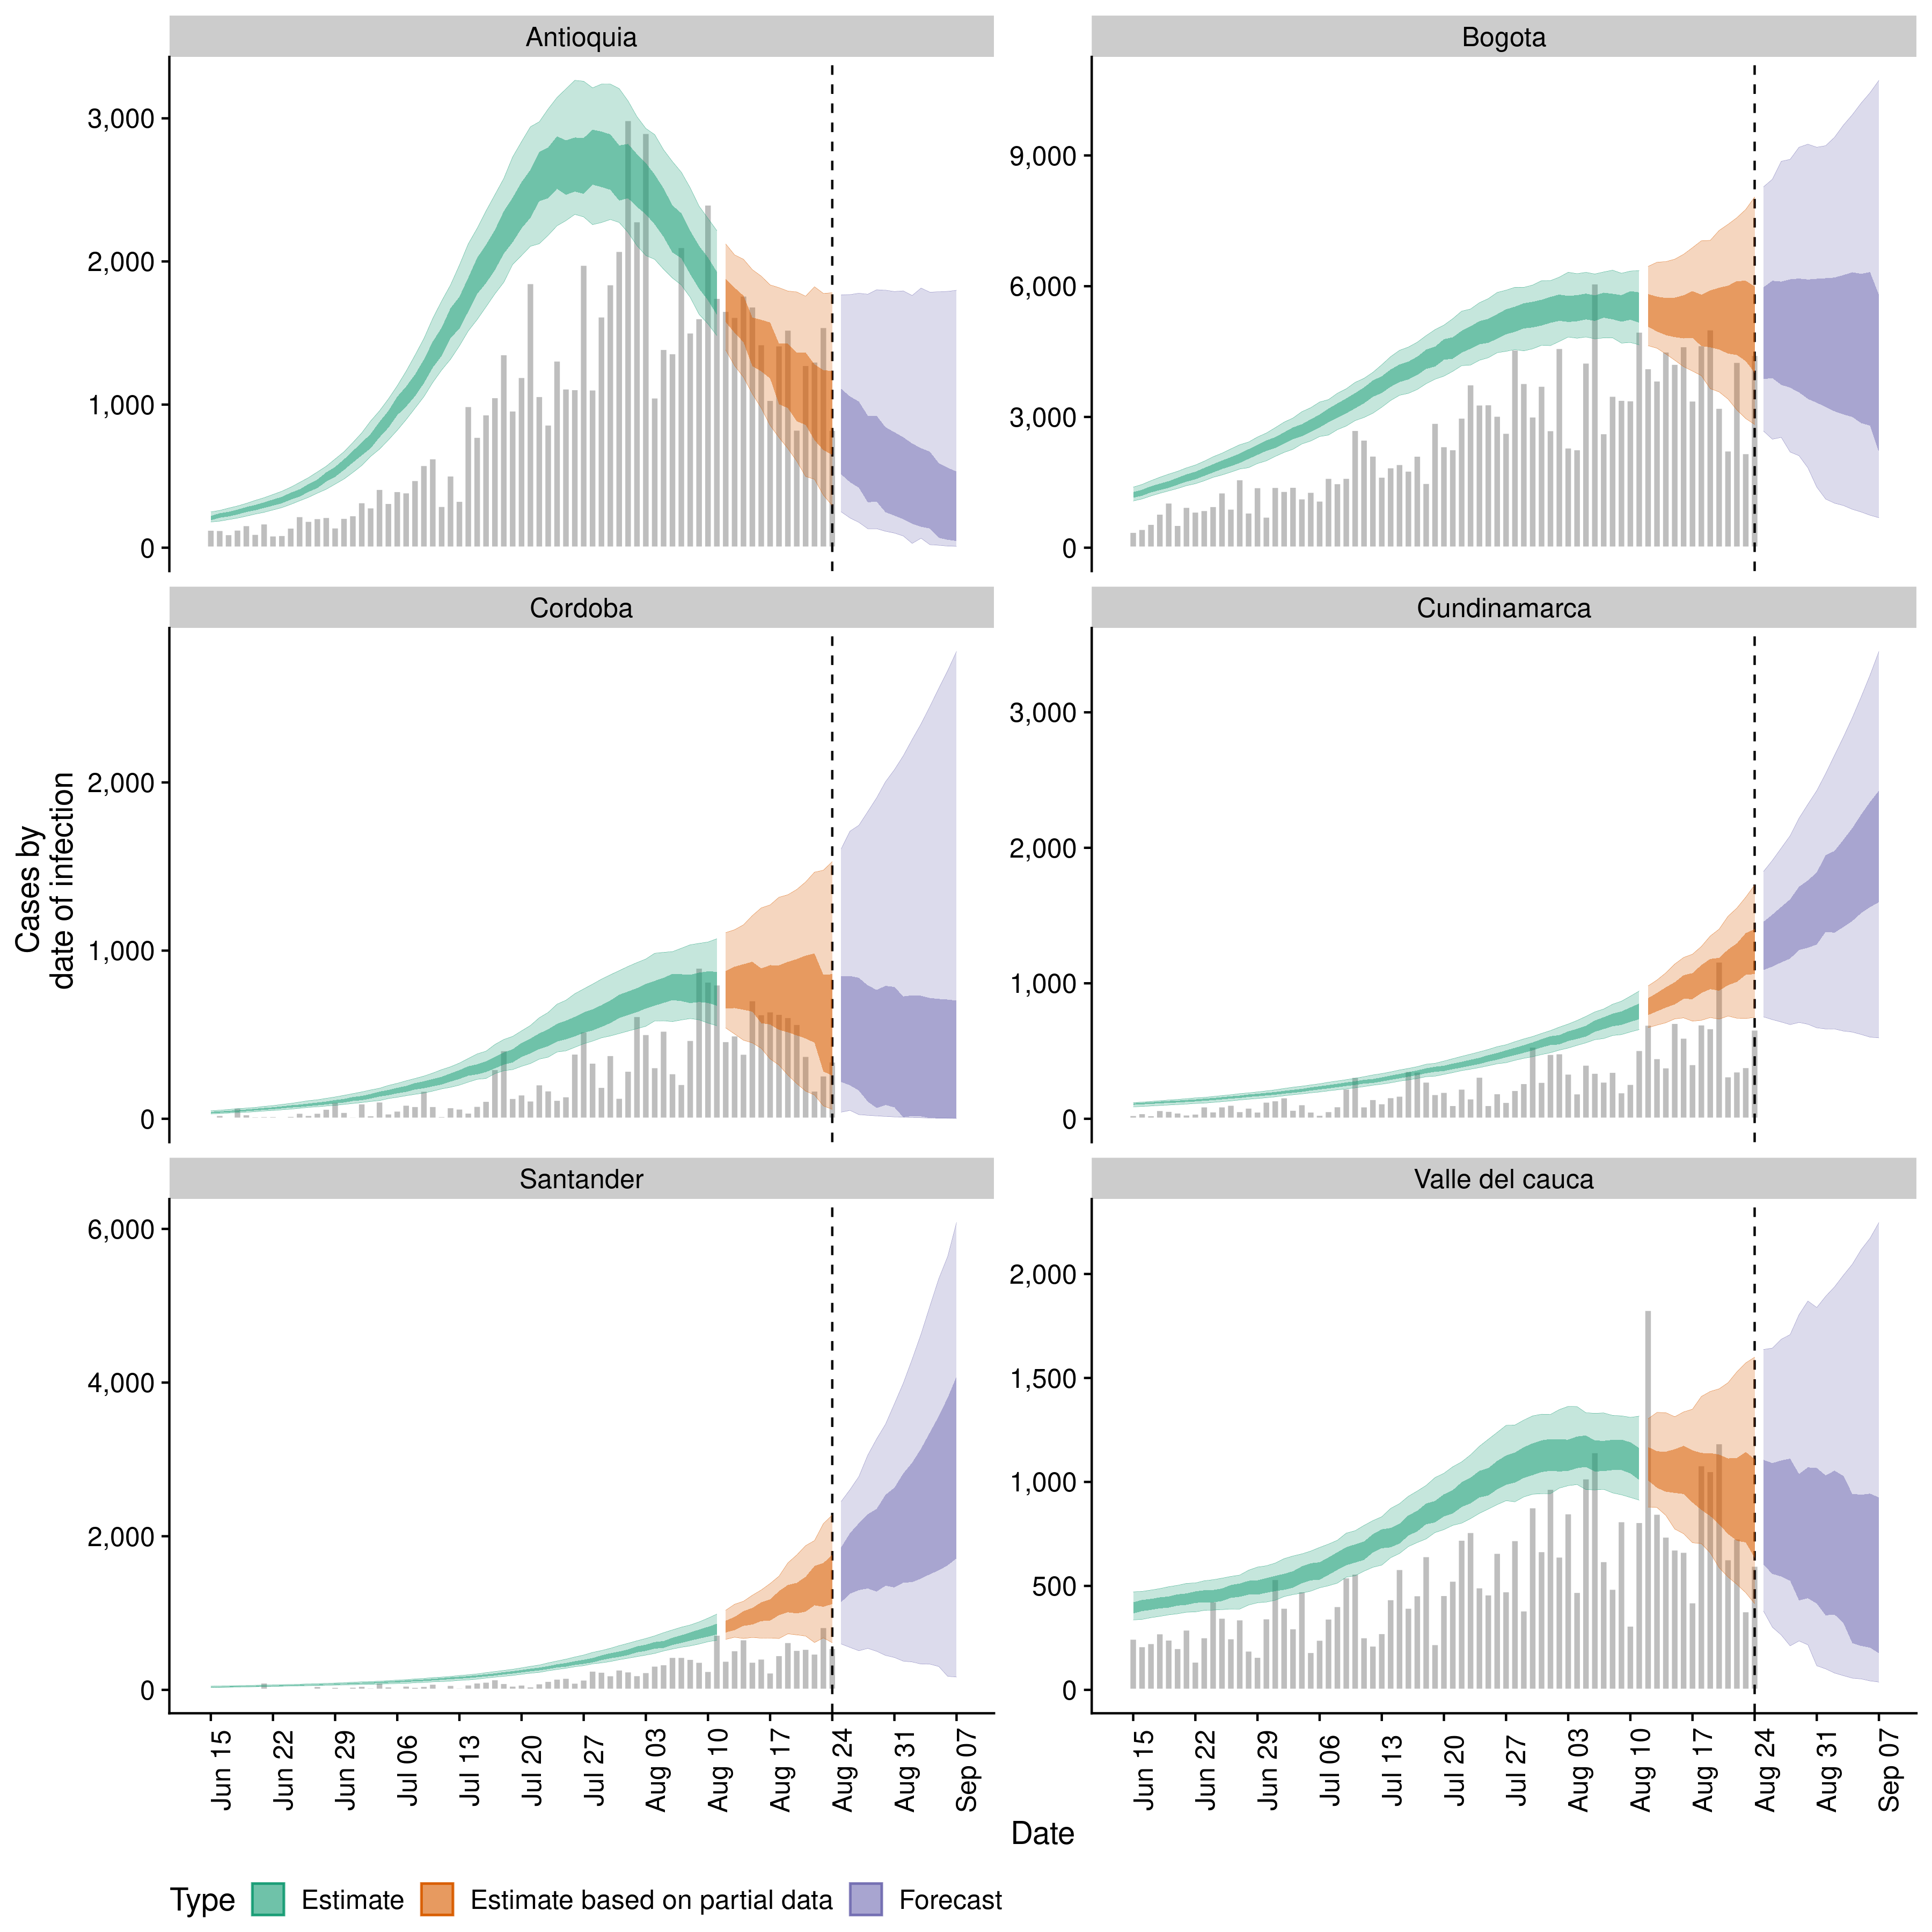 Antioquia
Bogota
3,000
2,000
1,000
0
9,000
6,000
3,000
0
Cordoba
Cundinamarca
Cases by
date of infection
2,000
1,000
0
3,000
2,000
1,000
0
Santander
Valle del cauca
6,000
4,000
2,000
0
2,000
1,500
1,000
500
0
Jun 15
Jun 22
Jun 29
Jul 06
Jul 13
Jul 20
Jul 27
Aug 03
Aug 10
Aug 17
Aug 24
Aug 31
Sep 07
Jun 15
Jun 22
Jun 29
Jul 06
Jul 13
Jul 20
Jul 27
Aug 03
Aug 10
Aug 17
Aug 24
Aug 31
Sep 07
Date
Type Estimate Estimate based on partial data Forecast